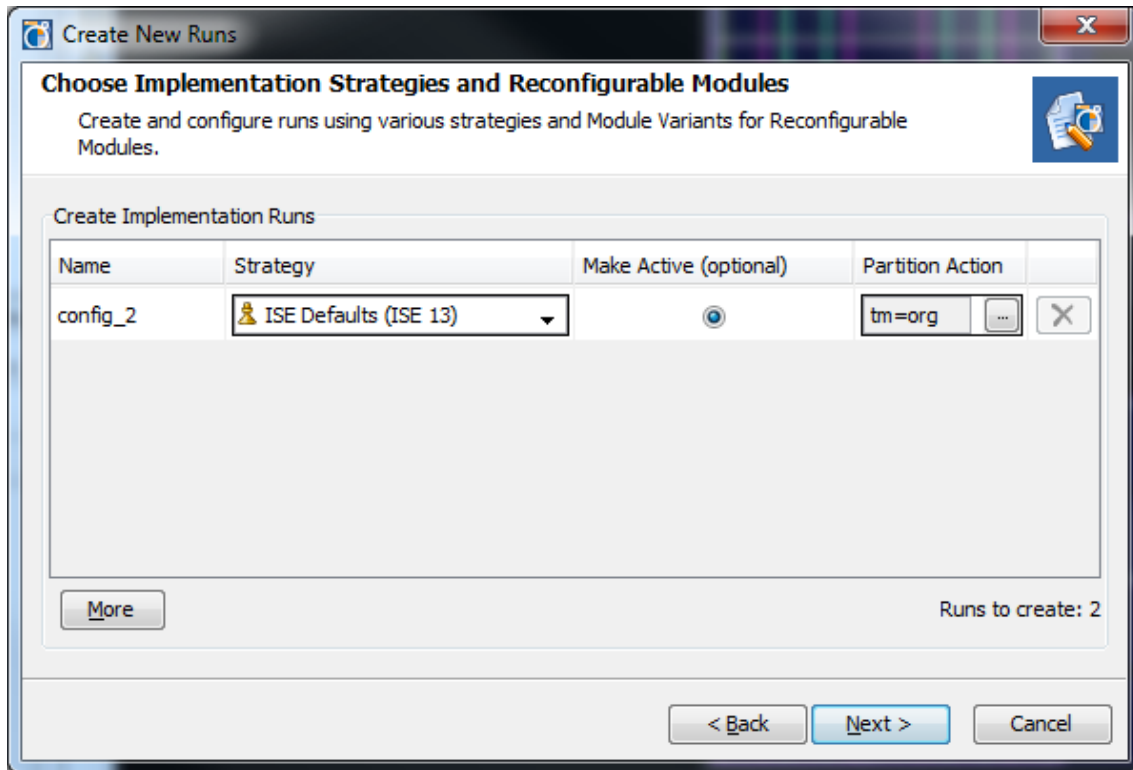 Create New Runs
Choose Implementation Strategies and Reconfigurable Modules
Create and configure runs using various strategies and Module Variants for Reconfigurable
Modules.
Create Implementation Runs
Name Strategy Make Active (optional) Partition Action
config_2 ISE Defaults (ISE 13) tm=org ...
More Runs to create: 2
< Back Next > Cancel